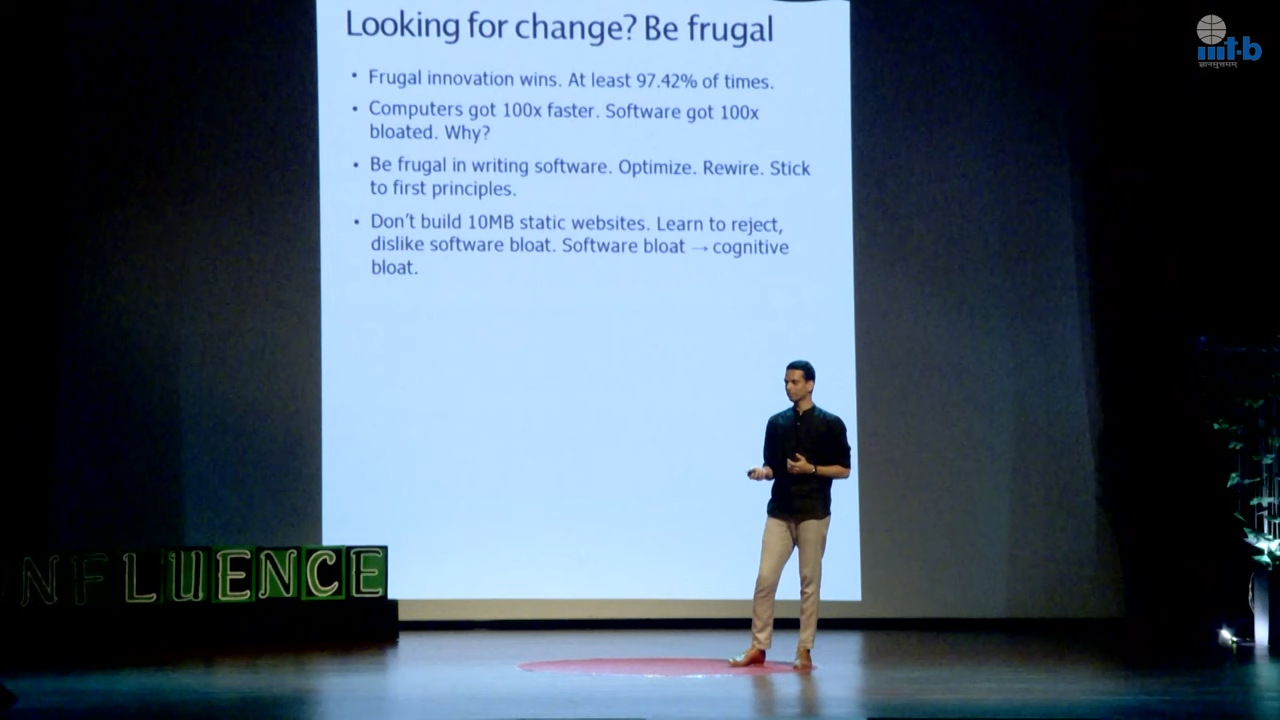 Looking for change? Be frugal
• Frugal innovation wins. At least 97.42% of times.
• Computers got 100x faster. Software got 100x
bloated. Why?
• Be frugal in writing software. Optimize. Rewire. Stick
to first principles.
• Don't build 10MB static websites. Learn to reject,
dislike software bloat. Software bloat → cognitive
bloat.
iiit-b
ज्ञानमुत्तमम्
NFLUENCE